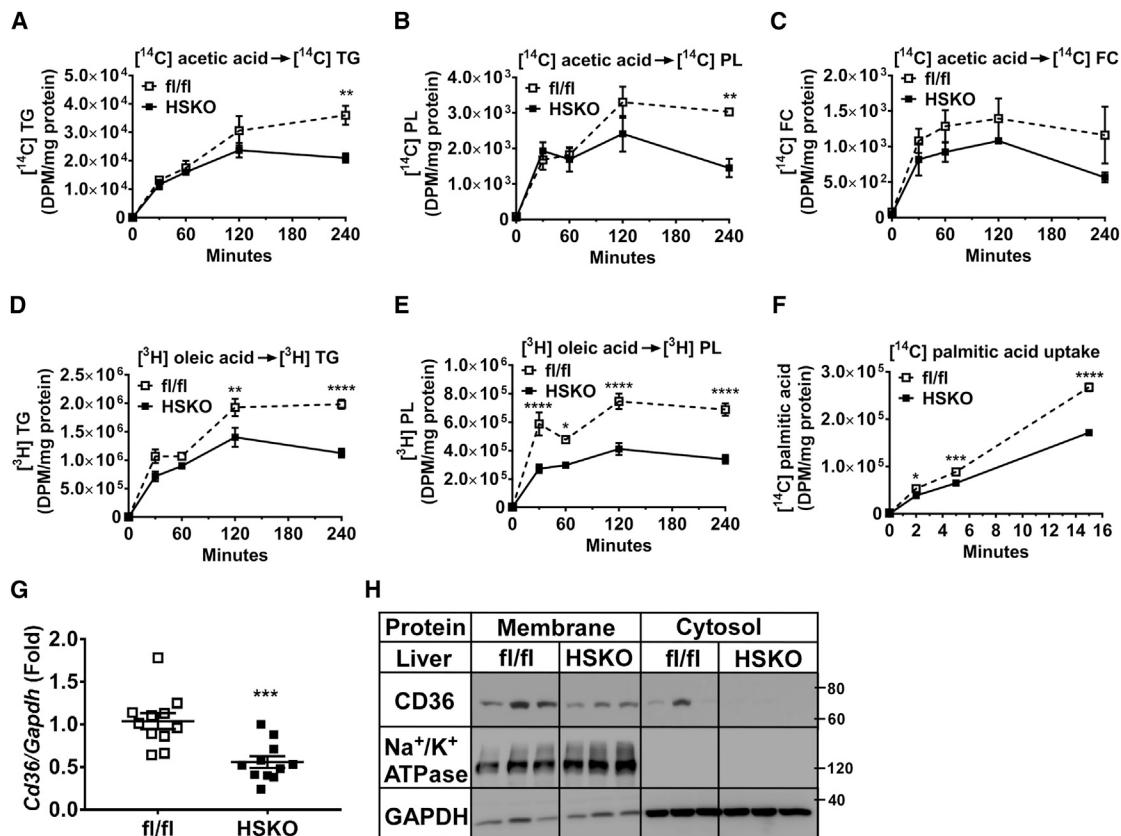 A
[¹⁴C] acetic acid→[¹⁴C] TG
fl/fl
HSKO
**
[¹⁴C] TG
(DPM/mg protein)
5.0×10⁴
4.0×10⁴
3.0×10⁴
2.0×10⁴
1.0×10⁴
0
0 60 120 180 240
Minutes
B
[¹⁴C] acetic acid→[¹⁴C] PL
fl/fl
HSKO
**
[¹⁴C] PL
(DPM/mg protein)
4.0×10³
3.0×10³
2.0×10³
1.0×10³
0
0 60 120 180 240
Minutes
C
[¹⁴C] acetic acid→[¹⁴C] FC
fl/fl
HSKO
[¹⁴C] FC
(DPM/mg protein)
2.0×10³
1.5×10³
1.0×10³
5.0×10²
0
0 60 120 180 240
Minutes
D
[³H] oleic acid→[³H] TG
fl/fl
HSKO
** ****
[³H] TG
(DPM/mg protein)
2.5×10⁶
2.0×10⁶
1.5×10⁶
1.0×10⁶
5.0×10⁵
0
0 60 120 180 240
Minutes
E
[³H] oleic acid→[³H] PL
fl/fl
HSKO
**** * **** ****
[³H] PL
(DPM/mg protein)
1.0×10⁶
8.0×10⁵
6.0×10⁵
4.0×10⁵
2.0×10⁵
0
0 60 120 180 240
Minutes
F
[¹⁴C] palmitic acid uptake
fl/fl
HSKO
* *** ****
[¹⁴C] palmitic acid
(DPM/mg protein)
3.0×10⁵
2.0×10⁵
1.0×10⁵
0
0 2 4 6 8 10 12 14 16
Minutes
G
Cd36/Gapdh (Fold)
2.0
1.5
1.0
0.5
0.0
***
fl/fl HSKO
H
Protein Membrane Cytosol
Liver fl/fl HSKO fl/fl HSKO
CD36
80
60
Na⁺/K⁺
ATPase
120
GAPDH
40